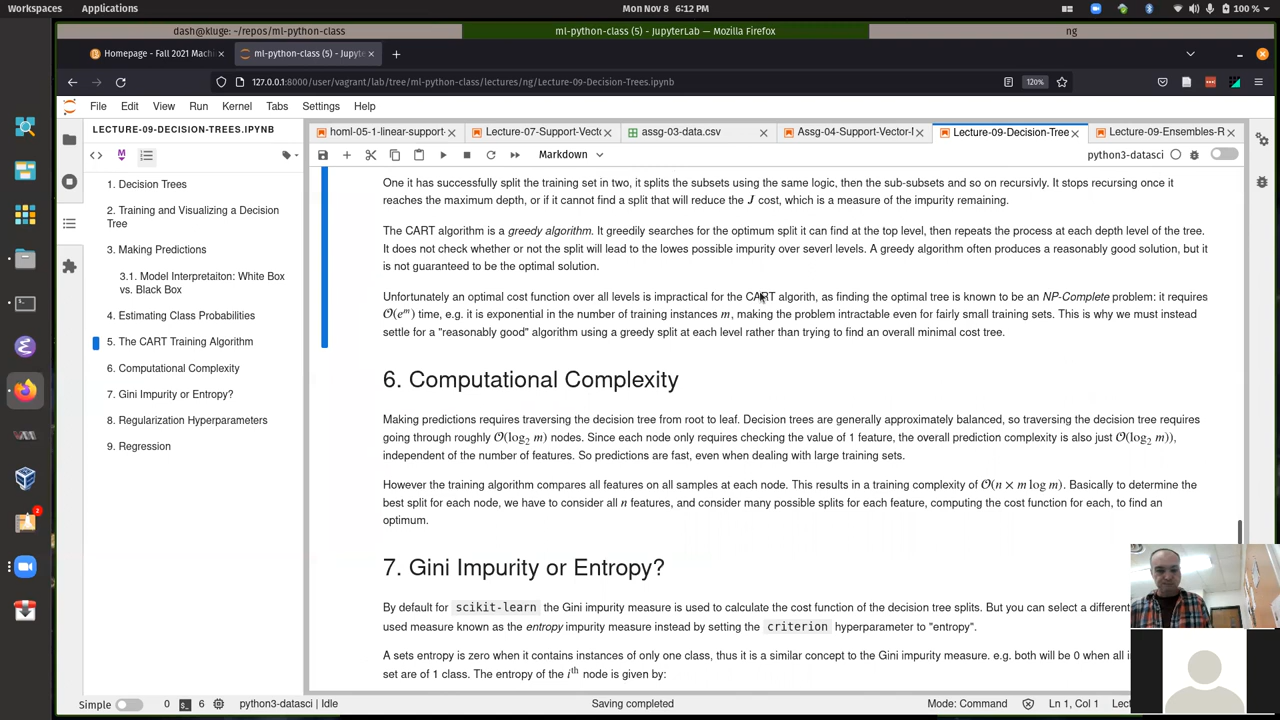 Workspaces Applications Mon Nov 8 6:12 PM 100 %
dash@kluge: ~/repos/ml-python-class ml-python-class (5) - JupyterLab — Mozilla Firefox ng
Homepage - Fall 2021 Machi ml-python-class (5) - Jupyte
127.0.0.1:8000/user/vagrant/lab/tree/ml-python-class/lectures/ng/Lecture-09-Decision-Trees.ipynb 120%
File Edit View Run Kernel Tabs Settings Help
LECTURE-09-DECISION-TREES.IPYNB
homl-05-1-linear-support- Lecture-07-Support-Vecto assg-03-data.csv Assg-04-Support-Vector-I Lecture-09-Decision-Tree Lecture-09-Ensembles-R
Markdown python3-datasci
1. Decision Trees
2. Training and Visualizing a Decision
Tree
3. Making Predictions
3.1. Model Interpretaiton: White Box
vs. Black Box
4. Estimating Class Probabilities
5. The CART Training Algorithm
6. Computational Complexity
7. Gini Impurity or Entropy?
8. Regularization Hyperparameters
9. Regression
One it has successfully split the training set in two, it splits the subsets using the same logic, then the sub-subsets and so on recursivly. It stops recursing once it
reaches the maximum depth, or if it cannot find a split that will reduce the J cost, which is a measure of the impurity remaining.
The CART algorithm is a greedy algorithm. It greedily searches for the optimum split it can find at the top level, then repeats the process at each depth level of the tree.
It does not check whether or not the split will lead to the lowes possible impurity over severl levels. A greedy algorithm often produces a reasonably good solution, but it
is not guaranteed to be the optimal solution.
Unfortunately an optimal cost function over all levels is impractical for the CART algorith, as finding the optimal tree is known to be an NP-Complete problem: it requires
O(e^m) time, e.g. it is exponential in the number of training instances m, making the problem intractable even for fairly small training sets. This is why we must instead
settle for a "reasonably good" algorithm using a greedy split at each level rather than trying to find an overall minimal cost tree.
6. Computational Complexity
Making predictions requires traversing the decision tree from root to leaf. Decision trees are generally approximately balanced, so traversing the decision tree requires
going through roughly O(log₂ m) nodes. Since each node only requires checking the value of 1 feature, the overall prediction complexity is also just O(log₂ m)),
independent of the number of features. So predictions are fast, even when dealing with large training sets.
However the training algorithm compares all features on all samples at each node. This results in a training complexity of O(n × m log m). Basically to determine the
best split for each node, we have to consider all n features, and consider many possible splits for each feature, computing the cost function for each, to find an
optimum.
7. Gini Impurity or Entropy?
By default for scikit-learn the Gini impurity measure is used to calculate the cost function of the decision tree splits. But you can select a different
used measure known as the entropy impurity measure instead by setting the criterion hyperparameter to "entropy".
A sets entropy is zero when it contains instances of only one class, thus it is a similar concept to the Gini impurity measure. e.g. both will be 0 when all i
set are of 1 class. The entropy of the i^th node is given by:
2
Simple 0 6 python3-datasci | Idle Saving completed Mode: Command Ln 1, Col 1 Lect